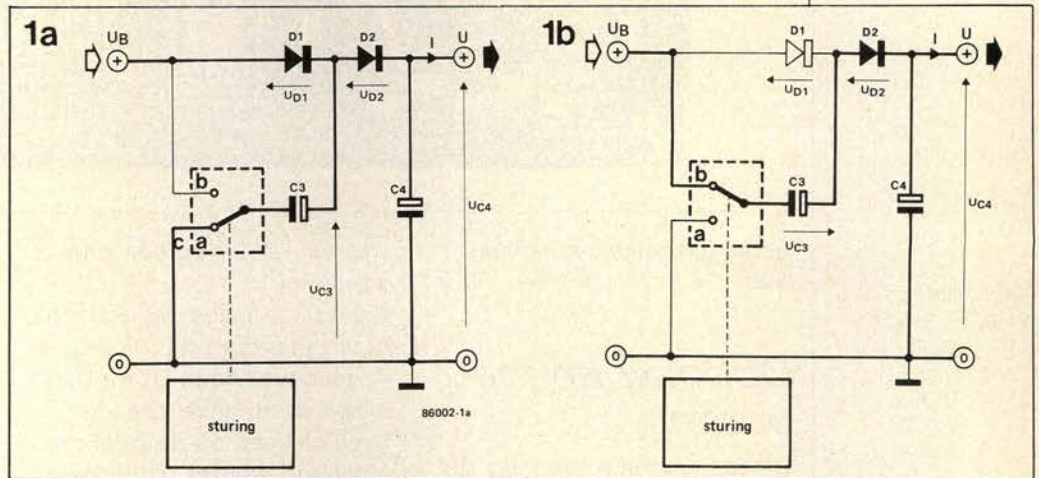 1a
UB
D1
D2
I
U
UD1
UD2
b
a
c
C3
C4
UC3
UC4
0
0
86002-1a
sturing
1b
UB
D1
D2
I
U
UD1
UD2
b
a
C3
C4
UC3
UC4
0
0
sturing